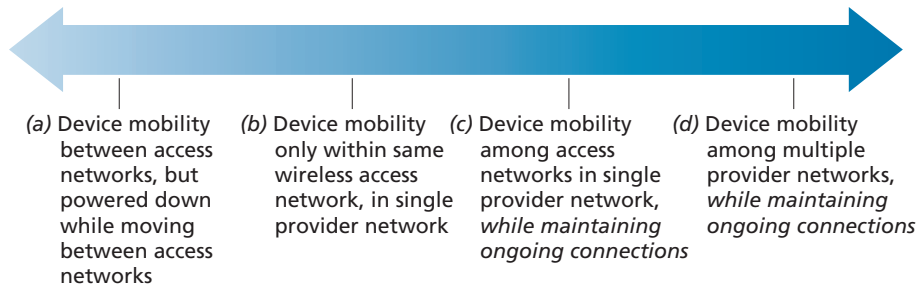 (a) Device mobility
between access
networks, but
powered down
while moving
between access
networks
(b) Device mobility
only within same
wireless access
network, in single
provider network
(c) Device mobility
among access
networks in single
provider network,
while maintaining
ongoing connections
(d) Device mobility
among multiple
provider networks,
while maintaining
ongoing connections